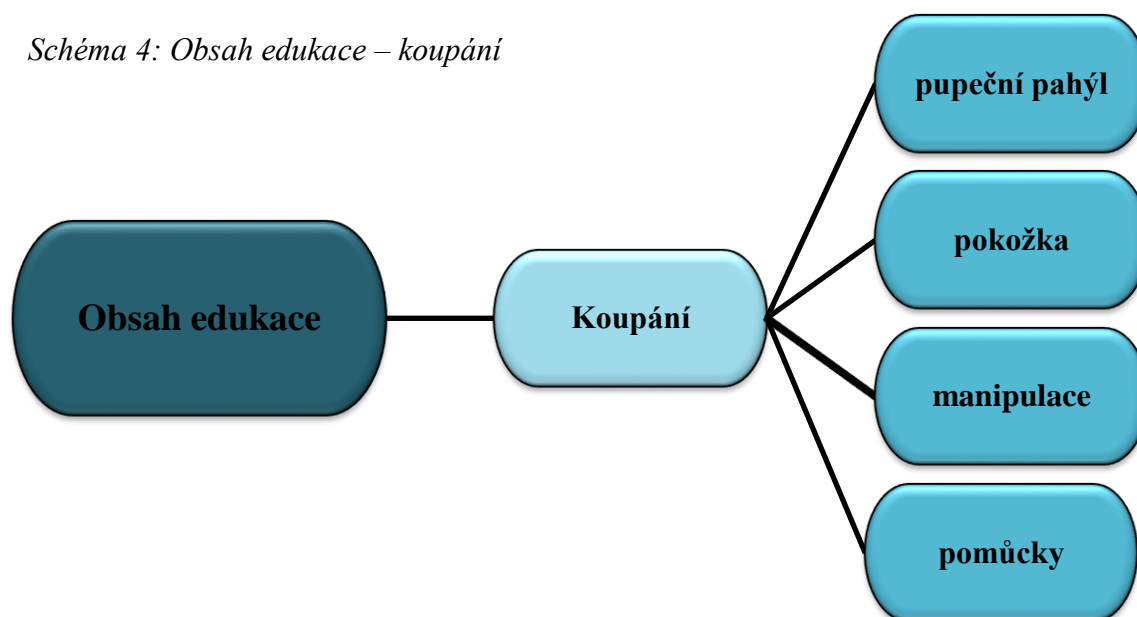 Schéma 4: Obsah edukace – koupání
Obsah edukace
Koupání
pupeční pahýl
pokožka
manipulace
pomůcky